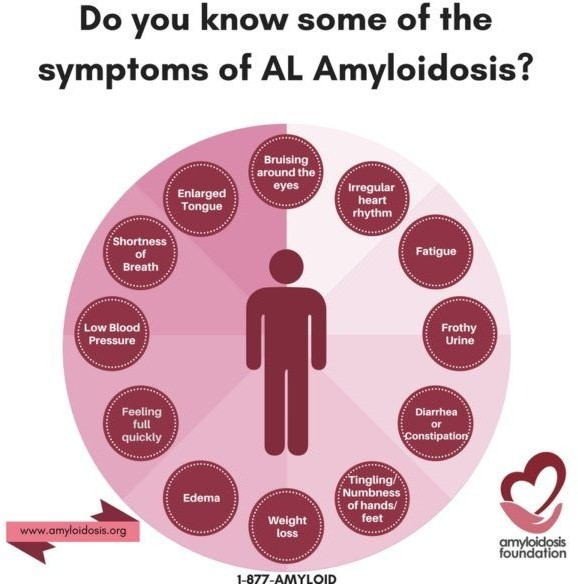 Do you know some of the
symptoms of AL Amyloidosis?
Bruising
around the
eyes
Irregular
heart
rhythm
Fatigue
Frothy
Urine
Diarrhea
or
Constipation
Tingling/
Numbness
of hands/
feet
Weight
loss
Edema
Feeling
full
quickly
Low Blood
Pressure
Shortness
of
Breath
Enlarged
Tongue
www.amyloidosis.org
amyloidosis
foundation
1-877-AMYLOID